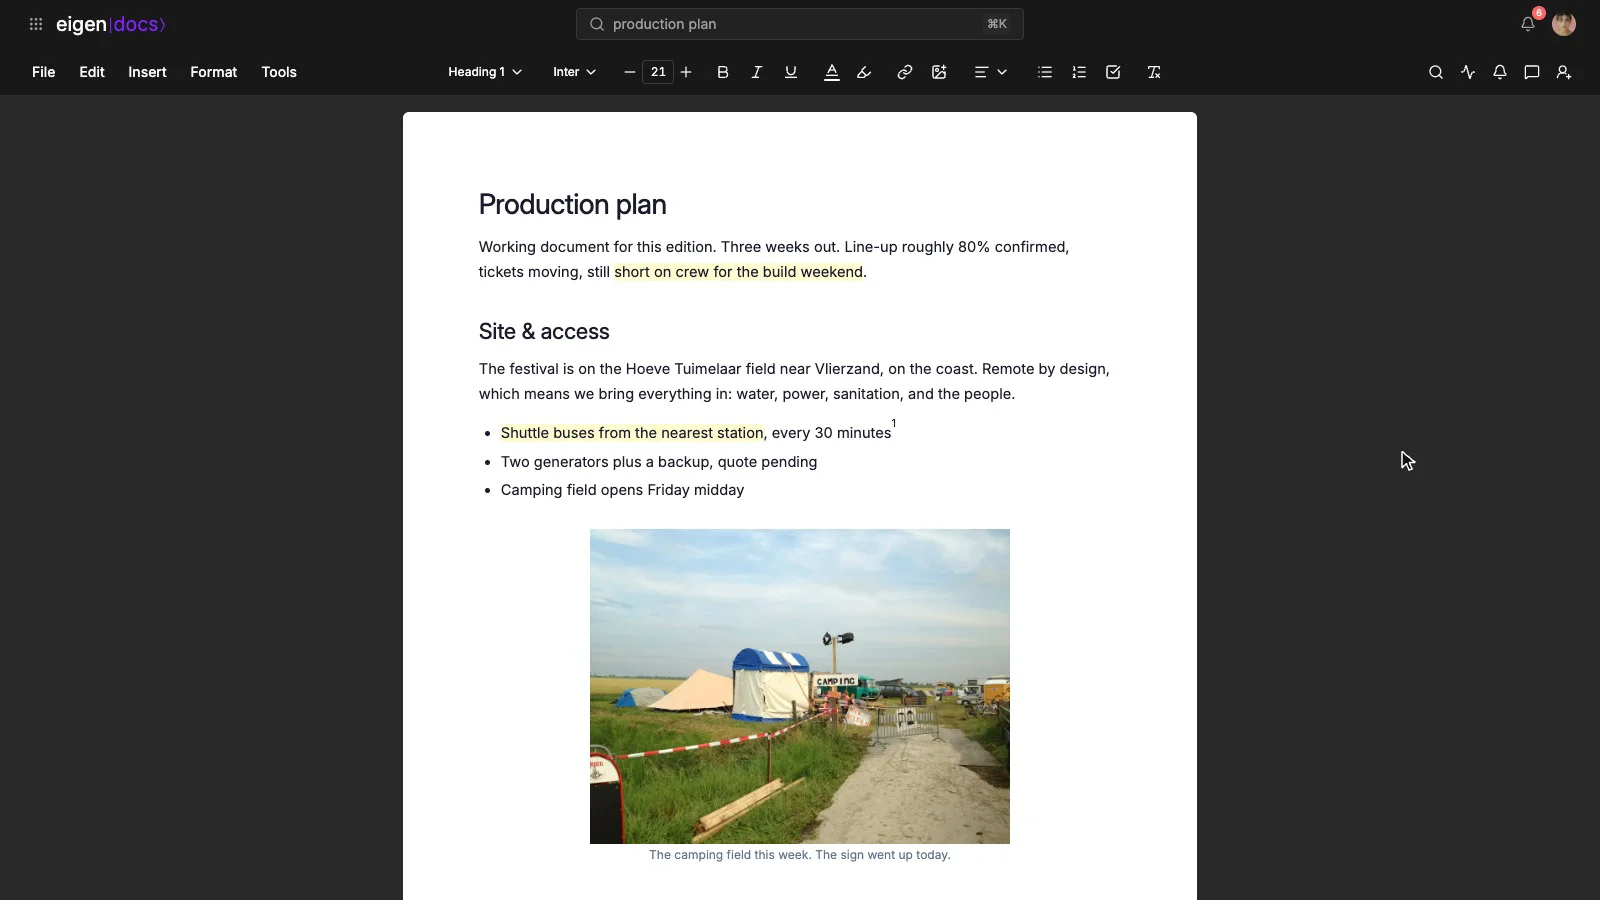 eigen|docs⟩
production plan
⌘K
6
File Edit Insert Format Tools
Heading 1 Inter 21
Production plan
Working document for this edition. Three weeks out. Line-up roughly 80% confirmed,
tickets moving, still short on crew for the build weekend.
Site & access
The festival is on the Hoeve Tuimelaar field near Vlierzand, on the coast. Remote by design,
which means we bring everything in: water, power, sanitation, and the people.
• Shuttle buses from the nearest station, every 30 minutes1
• Two generators plus a backup, quote pending
• Camping field opens Friday midday
CAMPING
The camping field this week. The sign went up today.